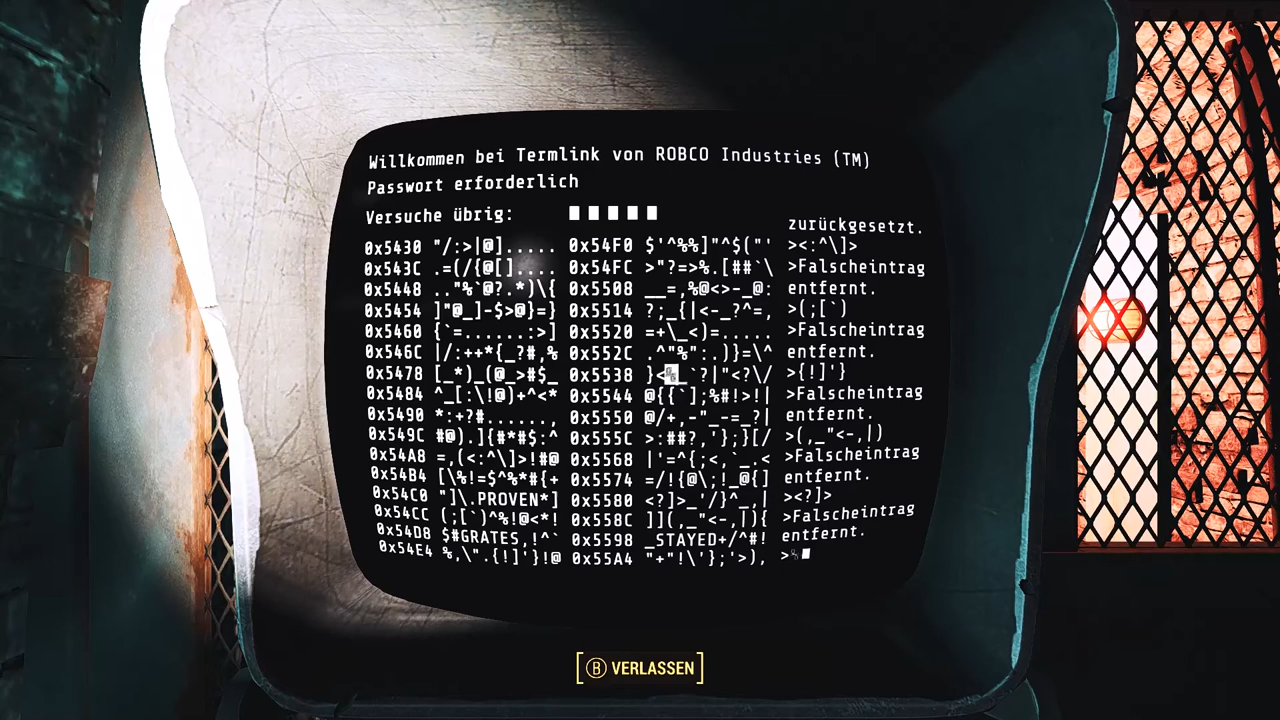 Willkommen bei Termlink von ROBCO Industries (TM)
Passwort erforderlich
Versuche übrig: ■ ■ ■ ■ ■
0x5430 "/:>|@].....
0x543C .=(/{@[]....
0x5448 .."%`@?.*)\{
0x5454 ]"@_]-$>@}=}
0x5460 {`=.......:>]
0x546C |/:++*{_?#,%
0x5478 [_*)_(@_>#$_
0x5484 ^_[:\!@)+^<*
0x5490 *:+?#......,
0x549C #@).]{#*#$:^
0x54A8 =,(<:^\]>!#@
0x54B4 [\%!=$^%*#{+
0x54C0 "]\.PROVEN*]
0x54CC (;[`)^%!@<*!
0x54D8 $#GRATES,!^`
0x54E4 %,\".{!]'}!@
0x54F0 $'^%%]"^$("'
0x54FC >"?=>%.[##`\
0x5508 __=,%@<>-_@:
0x5514 ?;_{|<-_?^=,
0x5520 =+\_<)=.....
0x552C .^"%":.)}=\^
0x5538 }<%_`?|"<?\/
0x5544 @{{`];%#!>!|
0x5550 @/+,-"_-=_?|
0x555C >:##?,'};}[/
0x5568 |'=^{;<,`_.<
0x5574 =/!{@\;!_@{]
0x5580 <?]>_'/}^_,|
0x558C ]](,_"<-,|){
0x5598 _STAYED+/^#!
0x55A4 "+"!\'};'>),
zurückgesetzt.
><:^\]>
>Falscheintrag
entfernt.
>(;[`)
>Falscheintrag
entfernt.
>{!]'}
>Falscheintrag
entfernt.
>(,_"<-,|)
>Falscheintrag
entfernt.
><?]>
>Falscheintrag
entfernt.
>%■
[Ⓑ VERLASSEN]